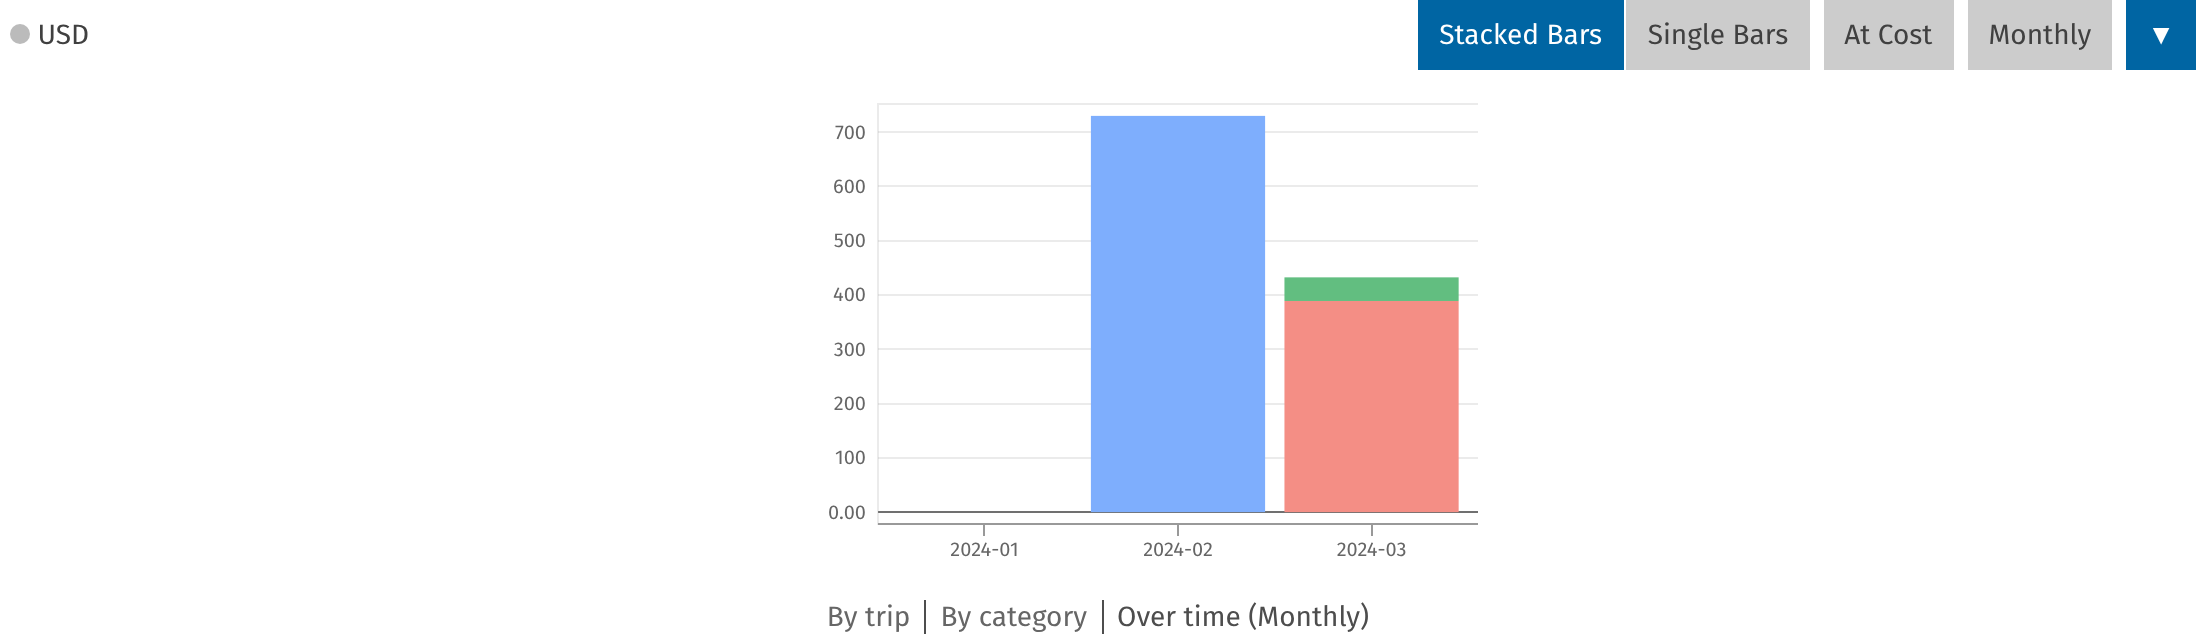 USD
Stacked Bars Single Bars At Cost Monthly ▼
700
600
500
400
300
200
100
0.00
2024-01 2024-02 2024-03
By trip By category Over time (Monthly)